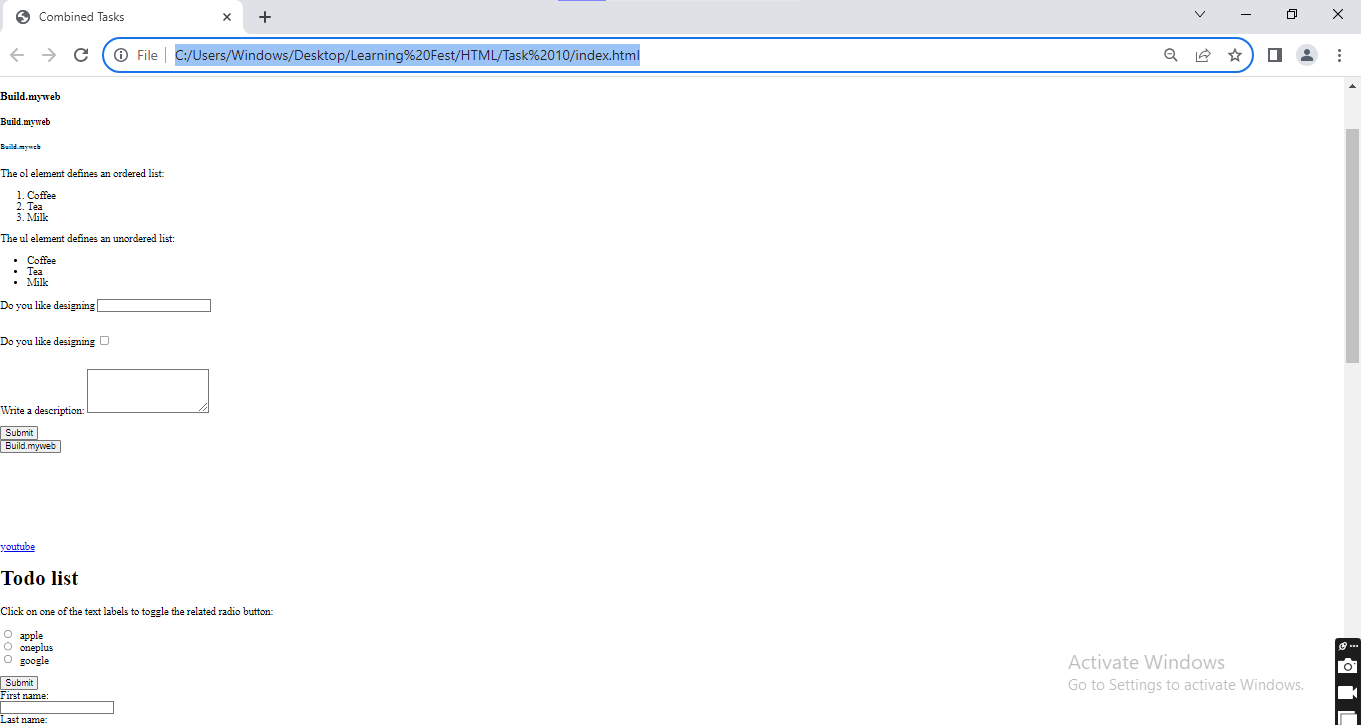 Combined Tasks
File
C:/Users/Windows/Desktop/Learning%20Fest/HTML/Task%2010/index.html
Build.myweb
Build.myweb
Build.myweb
The ol element defines an ordered list:
1. Coffee
2. Tea
3. Milk
The ul element defines an unordered list:
• Coffee
• Tea
• Milk
Do you like designing
Do you like designing
Write a description:
Submit
Build.myweb
youtube
Todo list
Click on one of the text labels to toggle the related radio button:
apple
oneplus
google
Submit
First name:
Last name:
Activate Windows
Go to Settings to activate Windows.